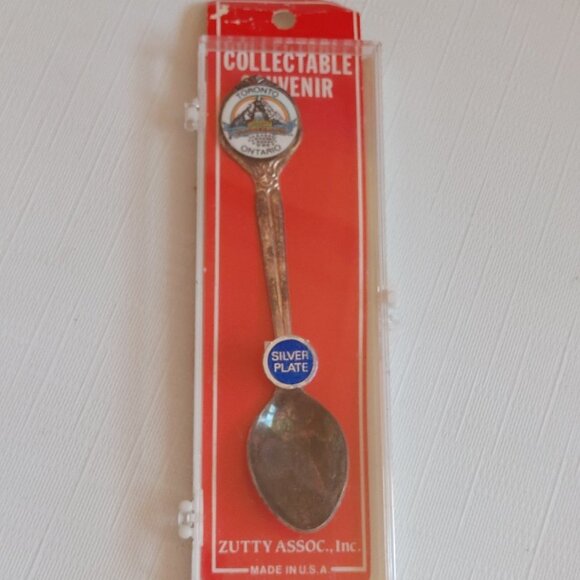 COLLECTABLE
SOUVENIR
TORONTO
ONTARIO
SILVER
PLATE
ZUTTY ASSOC., Inc.
MADE IN U.S.A